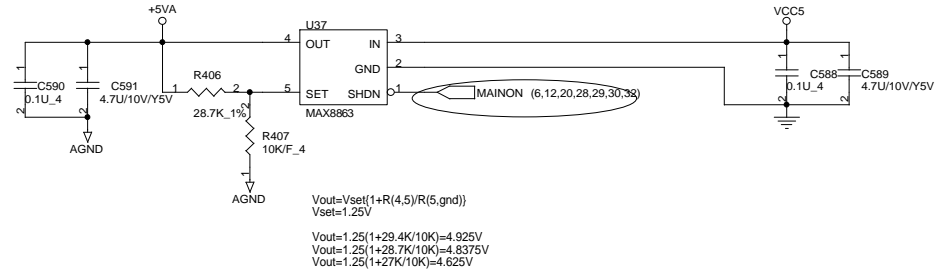 +5VA
VCC5
U37
4
OUT
IN
3
GND
2
5
SET
SHDN
1
MAX8863
MAINON (6,12,20,28,29,30,32)
1
C590
0.1U_4
2
1
C591
4.7U/10V/Y5V
2
AGND
R406
1
2
28.7K_1%
2
R407
10K/F_4
1
AGND
1
C588
0.1U_4
2
1
C589
4.7U/10V/Y5V
2
Vout=Vset{1+R(4,5)/R(5,gnd)}
Vset=1.25V
Vout=1.25(1+29.4K/10K)=4.925V
Vout=1.25(1+28.7K/10K)=4.8375V
Vout=1.25(1+27K/10K)=4.625V